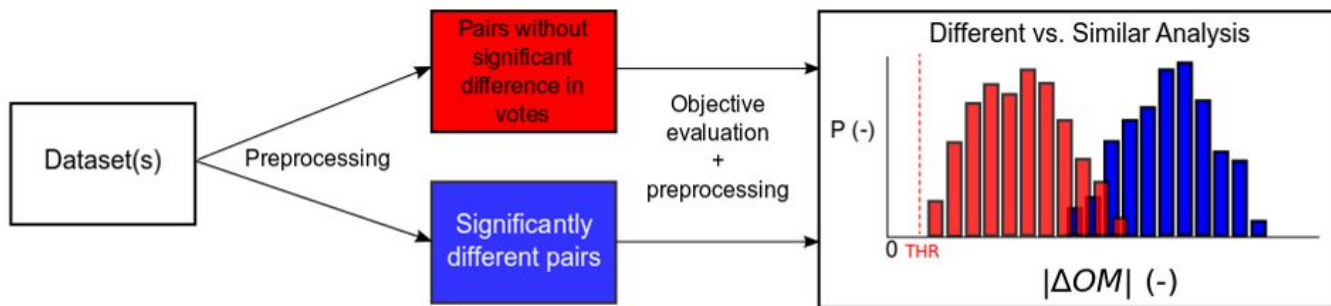 Dataset(s)
Preprocessing
Pairs without
significant
difference in
votes
Significantly
different pairs
Objective
evaluation
+
preprocessing
Different vs. Similar Analysis
P (-)
0
THR
|ΔOM| (-)